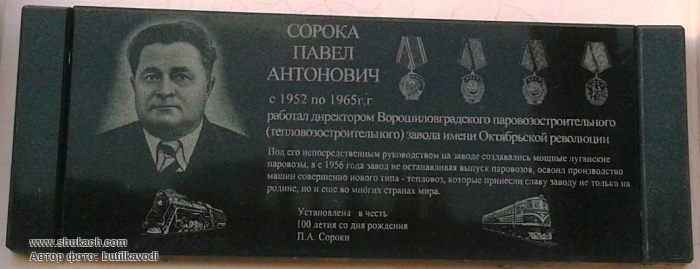 СОРОКА
ПАВЕЛ
АНТОНОВИЧ
с 1952 по 1965г.г
работал директором Ворошиловградского паровозостроительного
(тепловозостроительного) завода имени Октябрьской революции
Под его непосредственным руководством на заводе создавались мощные луганские
паровозы, а с 1956 года завод не останавливая выпуск паровозов, освоил производство
машин совершенно нового типа - тепловоз, которые принесли славу заводу не только на
родине, но и еще во многих странах мира.
Установлена в честь
100 летия со дня рождения
П.А. Сороки
www.shukach.com
Автор фото: butilkavodi